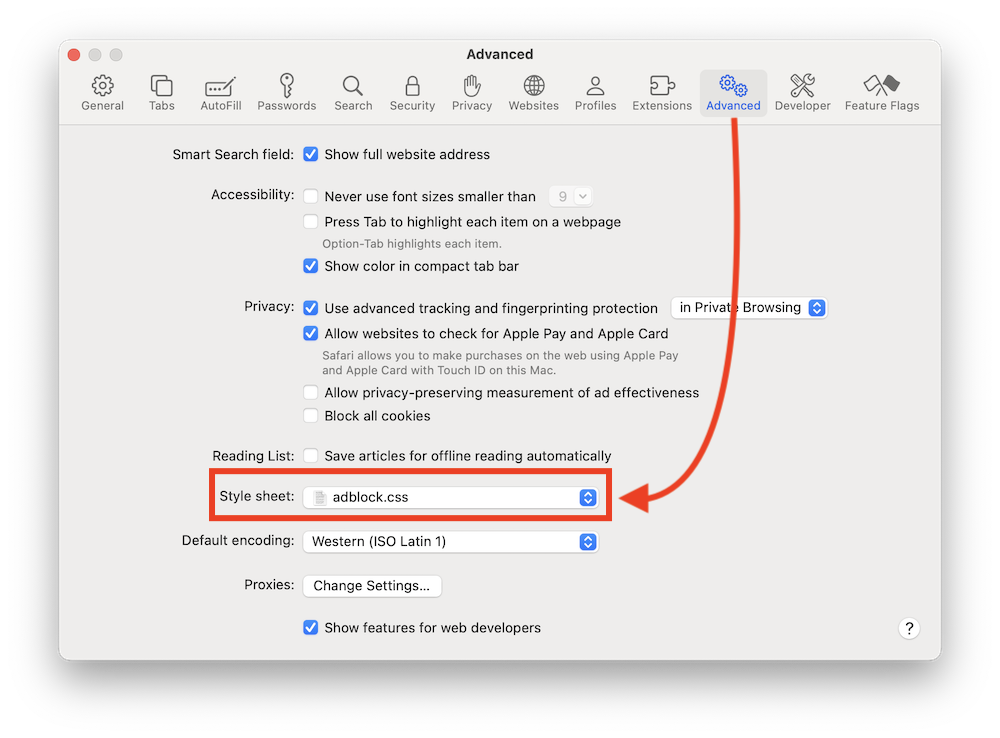 Advanced
General Tabs AutoFill Passwords Search Security Privacy Websites Profiles Extensions Advanced Developer Feature Flags
Smart Search field: Show full website address
Accessibility: Never use font sizes smaller than 9
Press Tab to highlight each item on a webpage
Option-Tab highlights each item.
Show color in compact tab bar
Privacy: Use advanced tracking and fingerprinting protection in Private Browsing
Allow websites to check for Apple Pay and Apple Card
Safari allows you to make purchases on the web using Apple Pay
and Apple Card with Touch ID on this Mac.
Allow privacy-preserving measurement of ad effectiveness
Block all cookies
Reading List: Save articles for offline reading automatically
Style sheet: adblock.css
Default encoding: Western (ISO Latin 1)
Proxies: Change Settings...
Show features for web developers
?